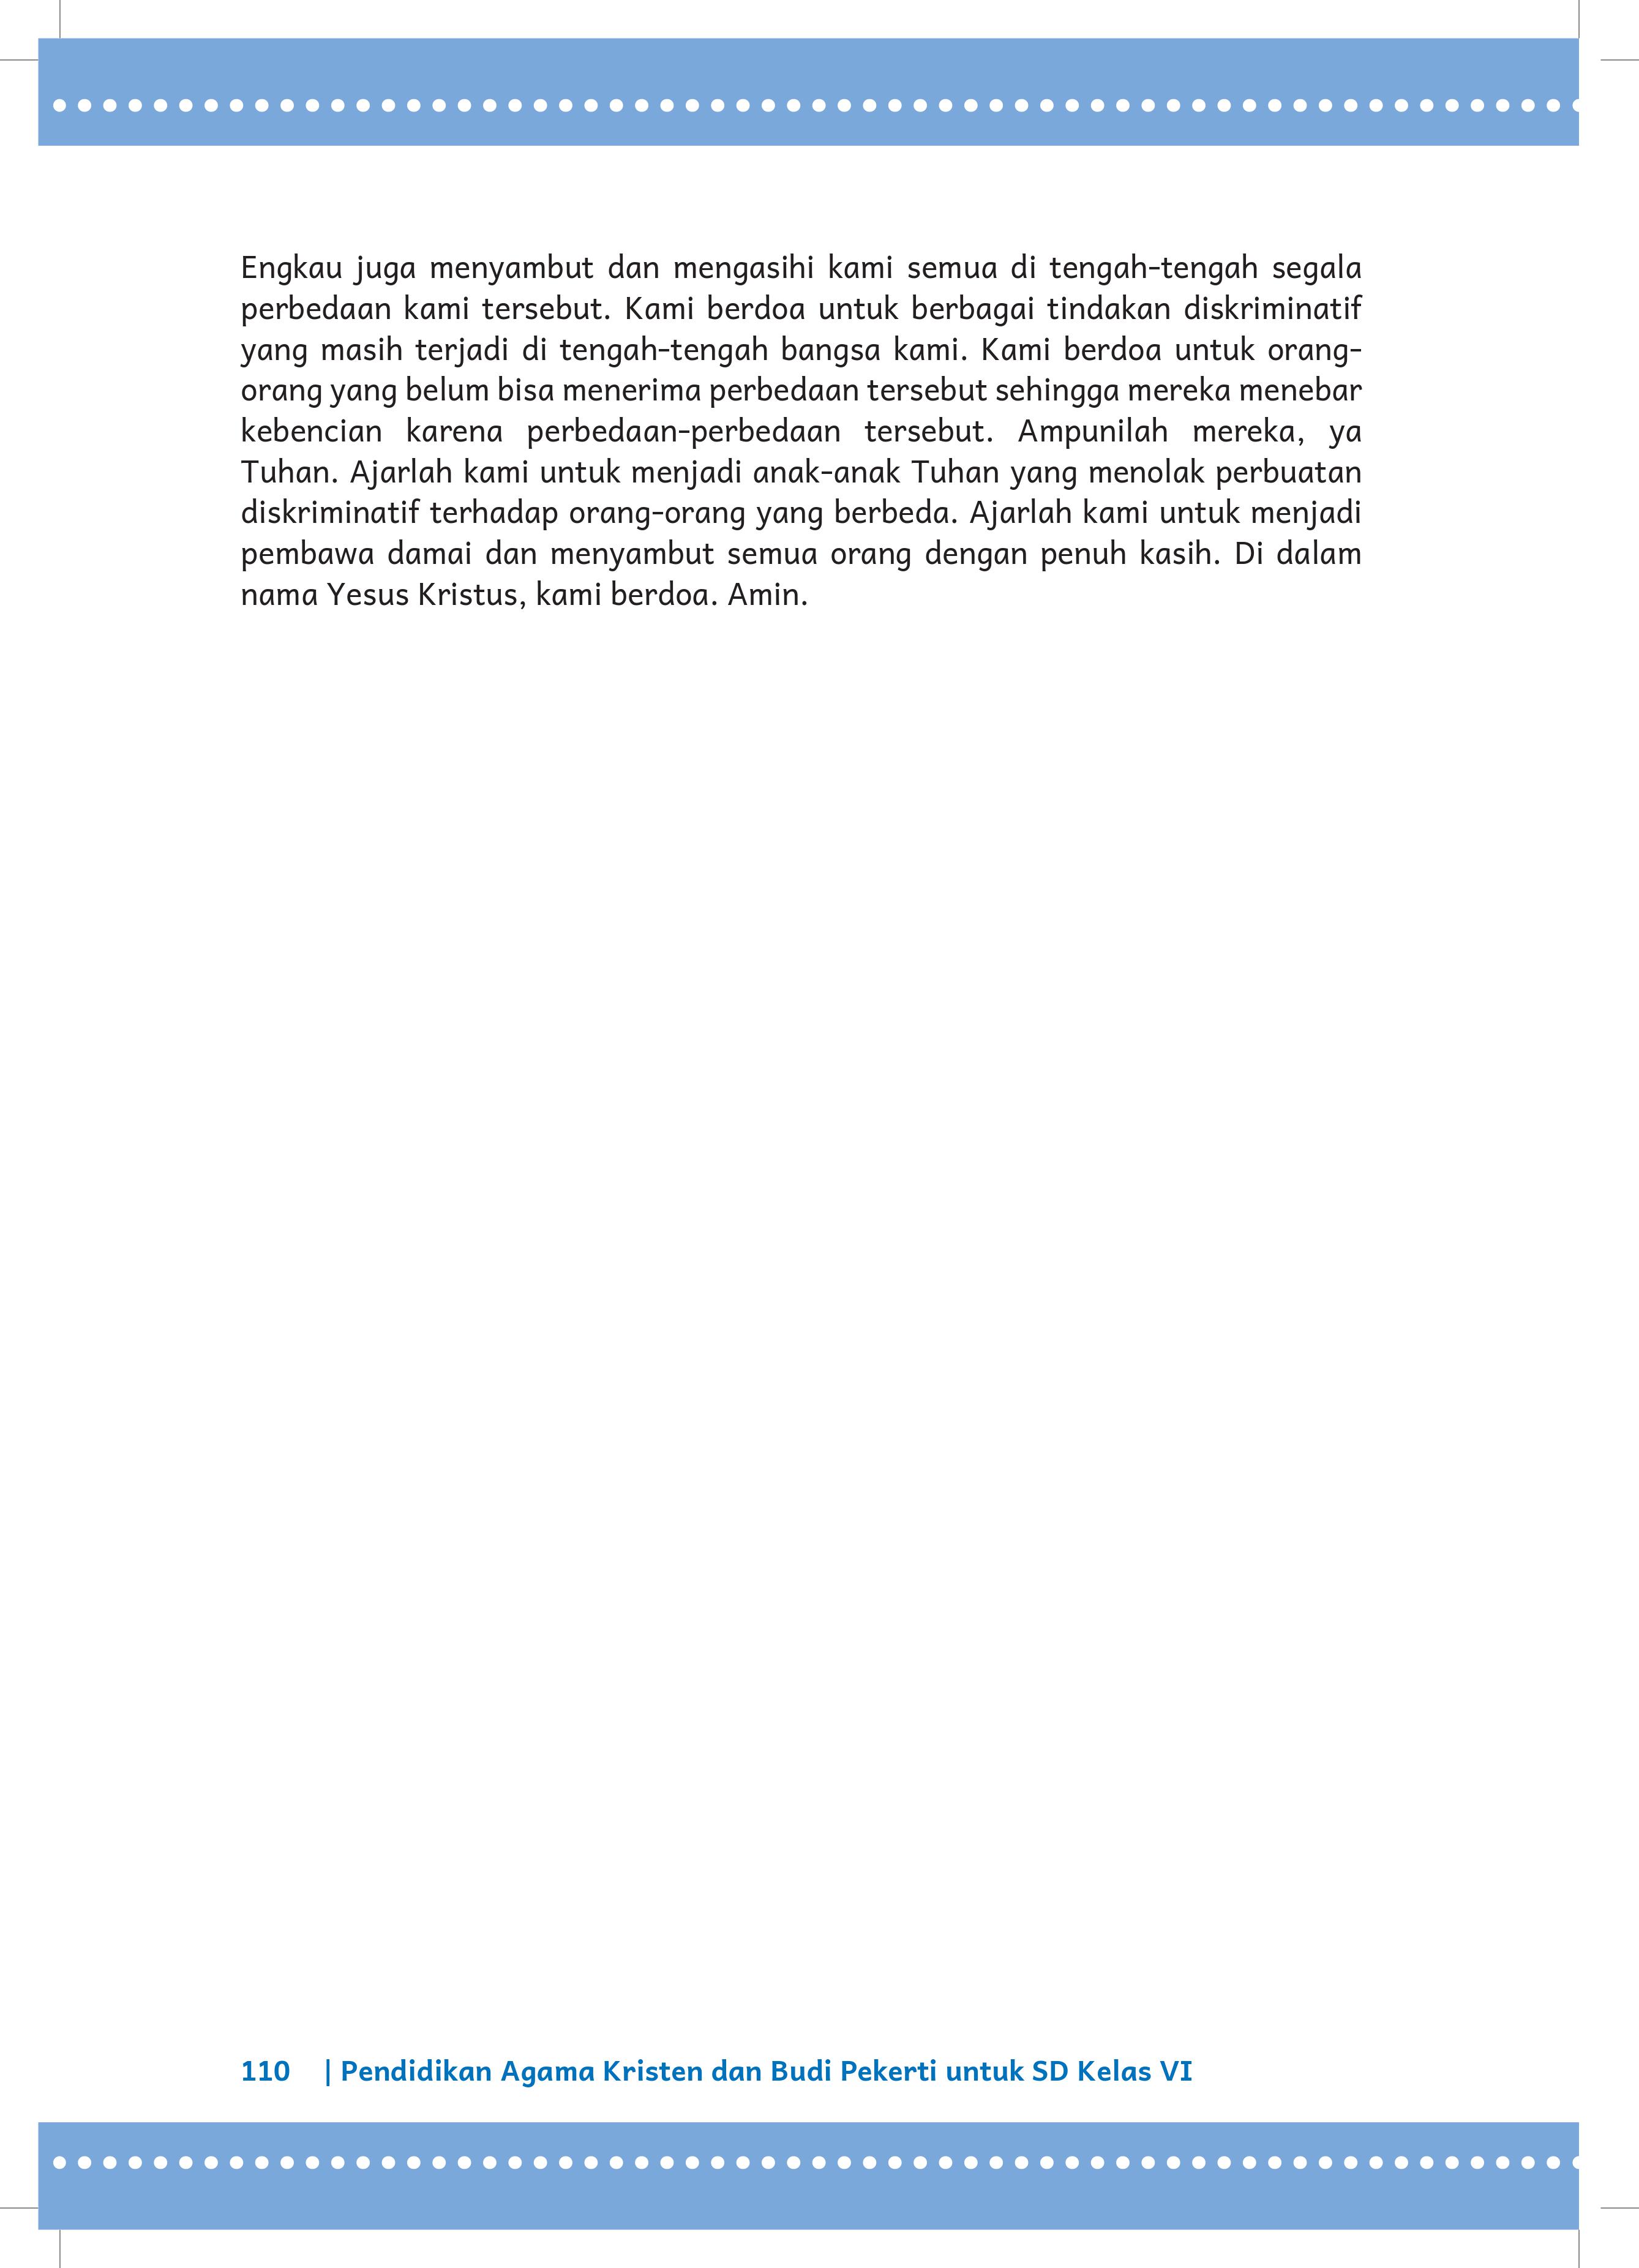 Engkau juga menyambut dan mengasihi kami semua di tengah-tengah segala
perbedaan kami tersebut. Kami berdoa untuk berbagai tindakan diskriminatif
yang masih terjadi di tengah-tengah bangsa kami. Kami berdoa untuk orang-
orang yang belum bisa menerima perbedaan tersebut sehingga mereka menebar
kebencian karena perbedaan-perbedaan tersebut. Ampunilah mereka, ya
Tuhan. Ajarlah kami untuk menjadi anak-anak Tuhan yang menolak perbuatan
diskriminatif terhadap orang-orang yang berbeda. Ajarlah kami untuk menjadi
pembawa damai dan menyambut semua orang dengan penuh kasih. Di dalam
nama Yesus Kristus, kami berdoa. Amin.
110 | Pendidikan Agama Kristen dan Budi Pekerti untuk SD Kelas VI